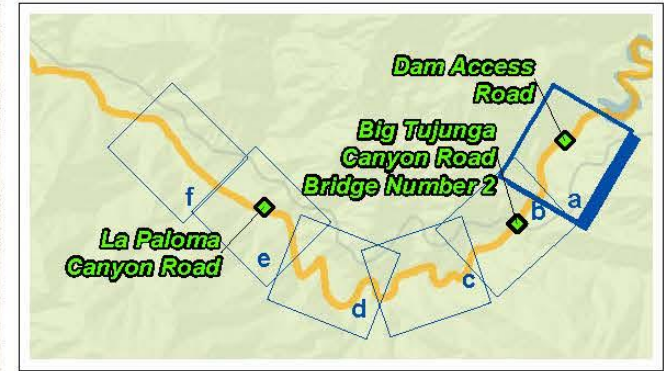 Dam Access
Road
Big Tujunga
Canyon Road
Bridge Number 2
La Paloma
Canyon Road
f
e
d
c
b
a